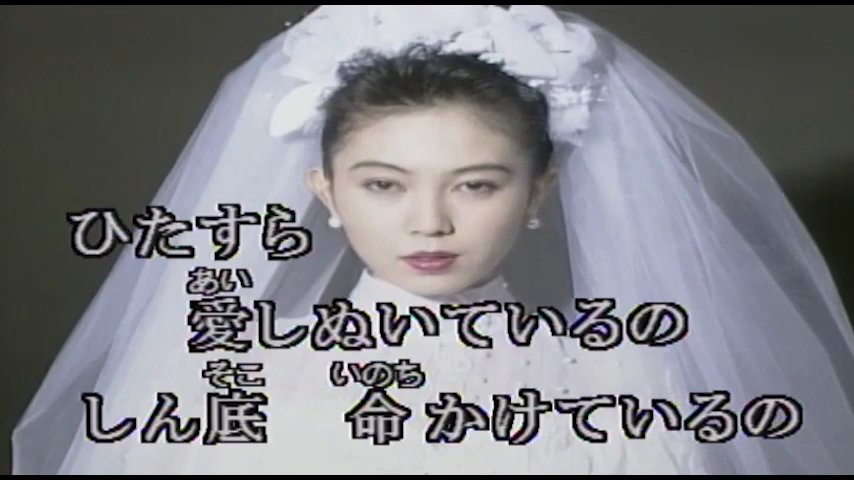 ひたすら
あい
愛しぬいているの
そこ いのち
しん底 命かけているの